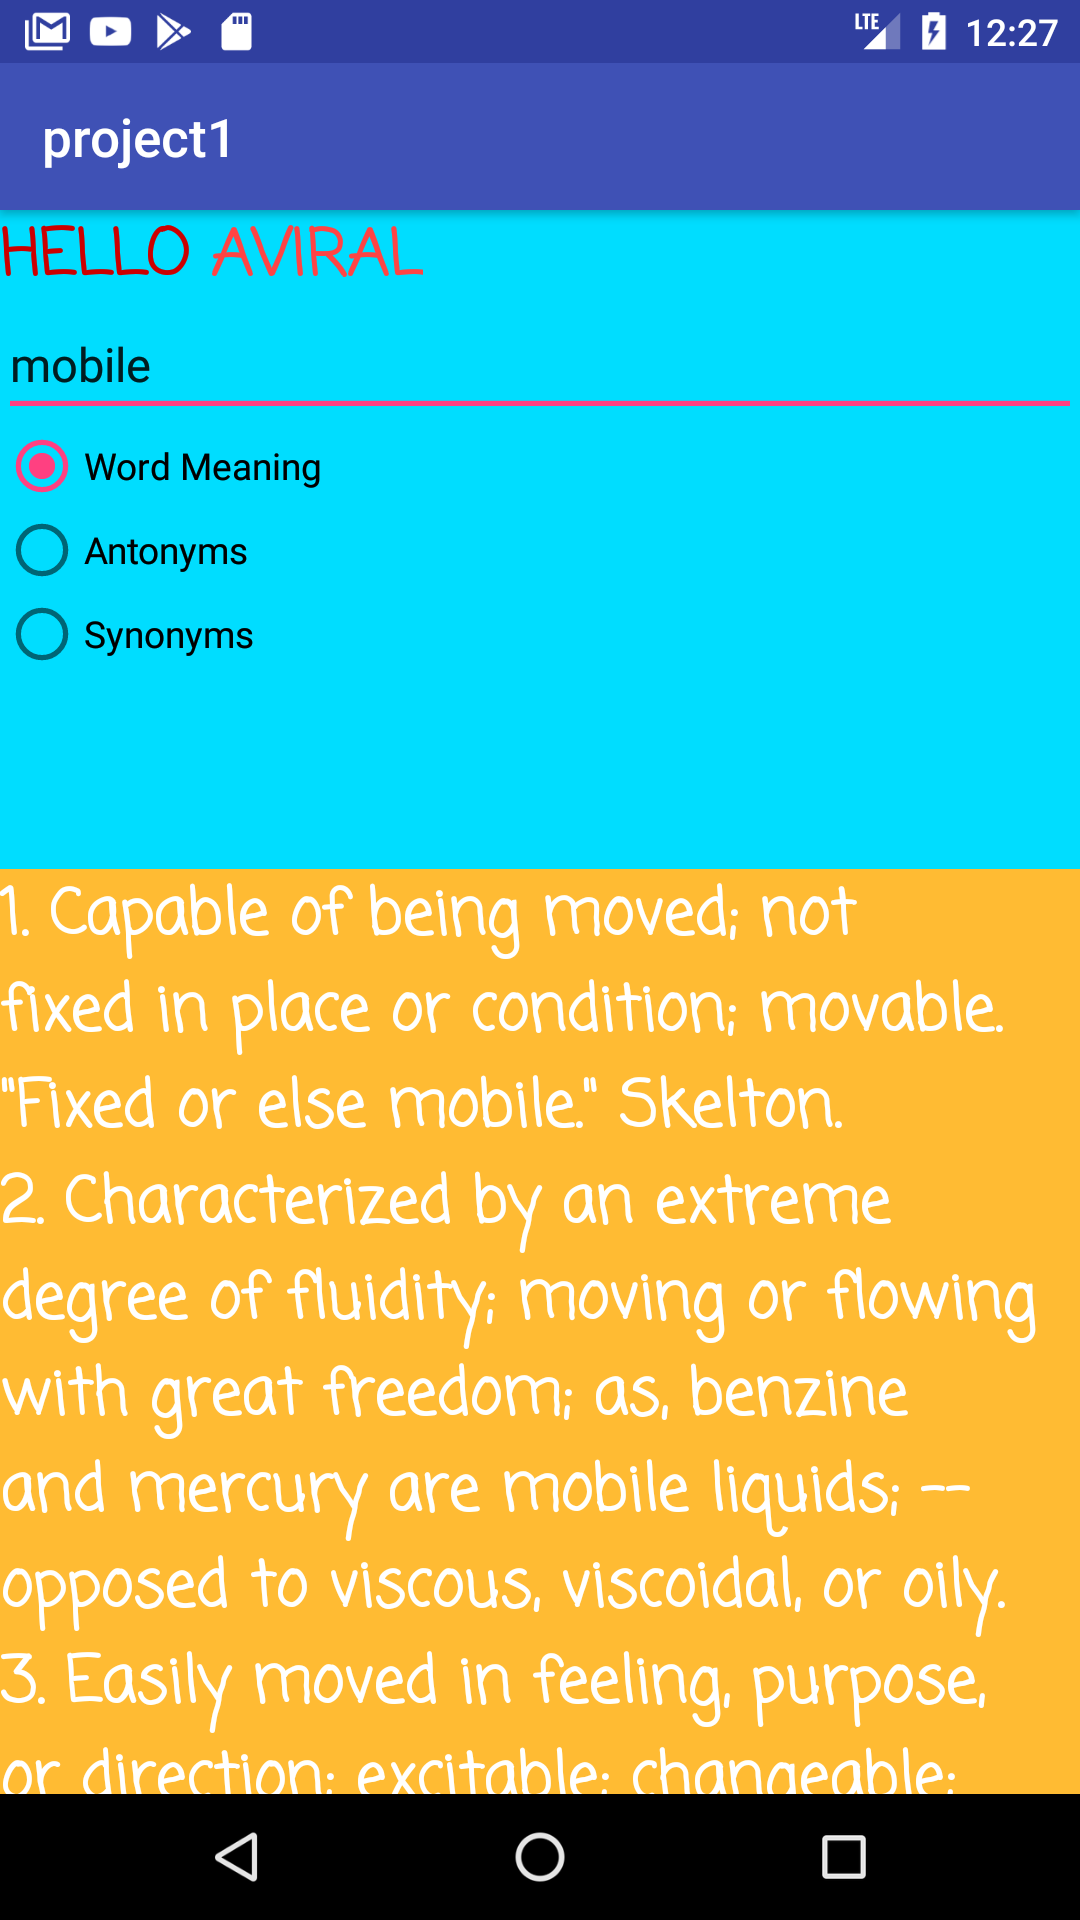 LTE 12:27
project1
HELLO AVIRAL
mobile
Word Meaning
Antonyms
Synonyms
1. Capable of being moved; not
fixed in place or condition; movable.
"Fixed or else mobile." Skelton.
2. Characterized by an extreme
degree of fluidity; moving or flowing
with great freedom; as, benzine
and mercury are mobile liquids; --
opposed to viscous, viscoidal, or oily.
3. Easily moved in feeling, purpose,
or direction; excitable; changeable;